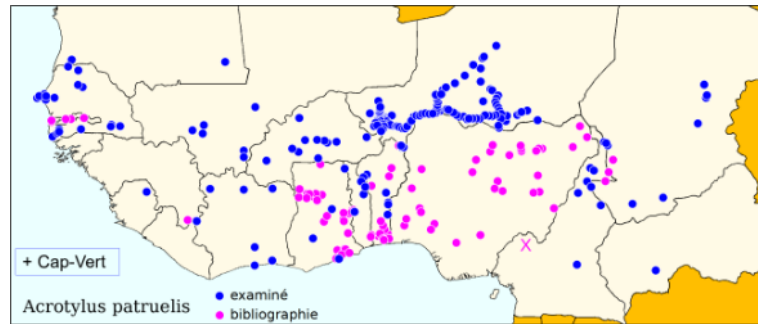 + Cap-Vert
Acrotylus patruelis
examiné
bibliographie